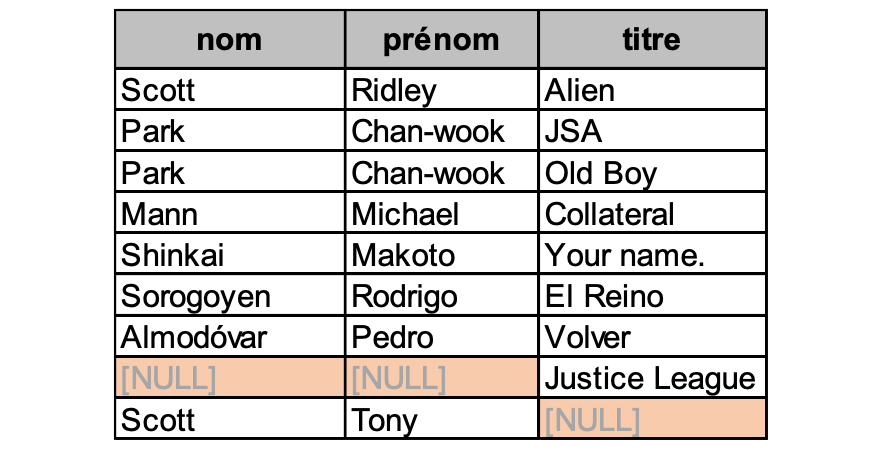 nom prénom titre
Scott Ridley Alien
Park Chan-wook JSA
Park Chan-wook Old Boy
Mann Michael Collateral
Shinkai Makoto Your name.
Sorogoyen Rodrigo El Reino
Almodóvar Pedro Volver
[NULL] [NULL] Justice League
Scott Tony [NULL]